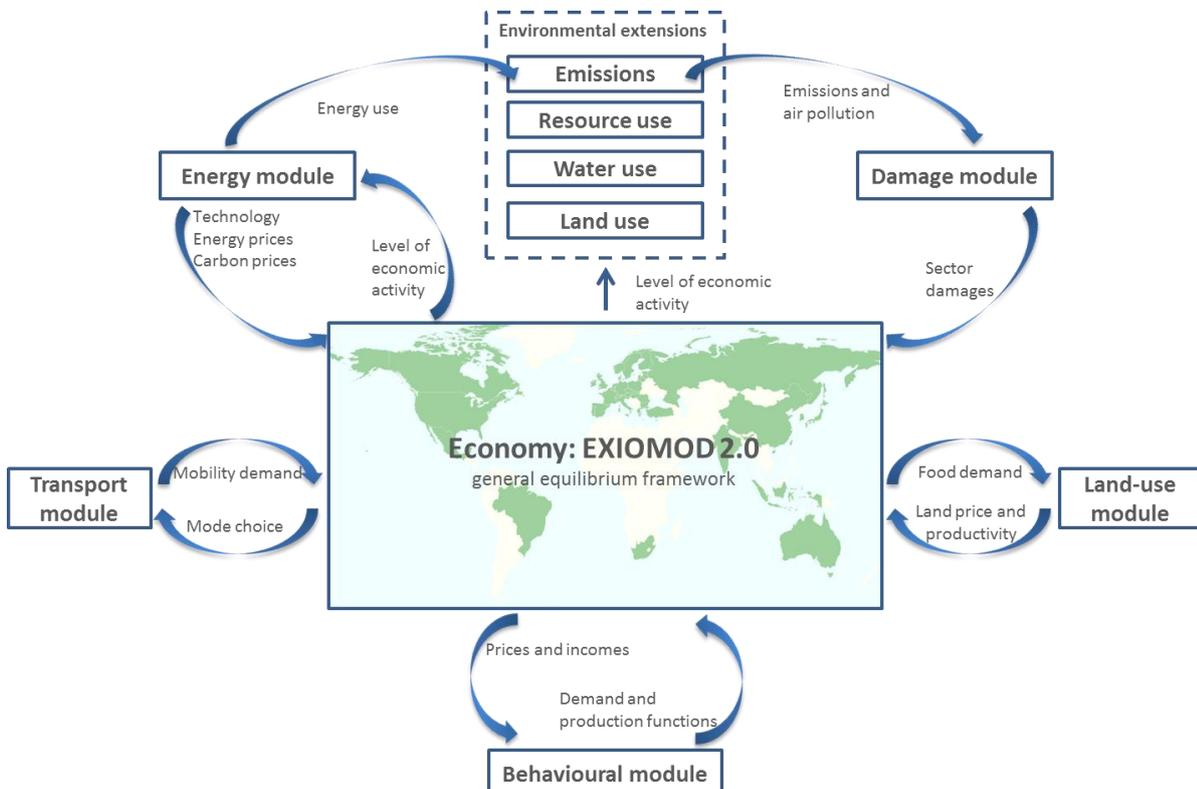 Environmental extensions
Emissions
Resource use
Water use
Land use
Energy use
Emissions and
air pollution
Energy module
Damage module
Technology
Energy prices
Carbon prices
Level of
economic
activity
Level of economic
activity
Sector
damages
Economy: EXIOMOD 2.0
general equilibrium framework
Transport
module
Mobility demand
Mode choice
Food demand
Land price and
productivity
Land-use
module
Prices and incomes
Demand and
production functions
Behavioural module